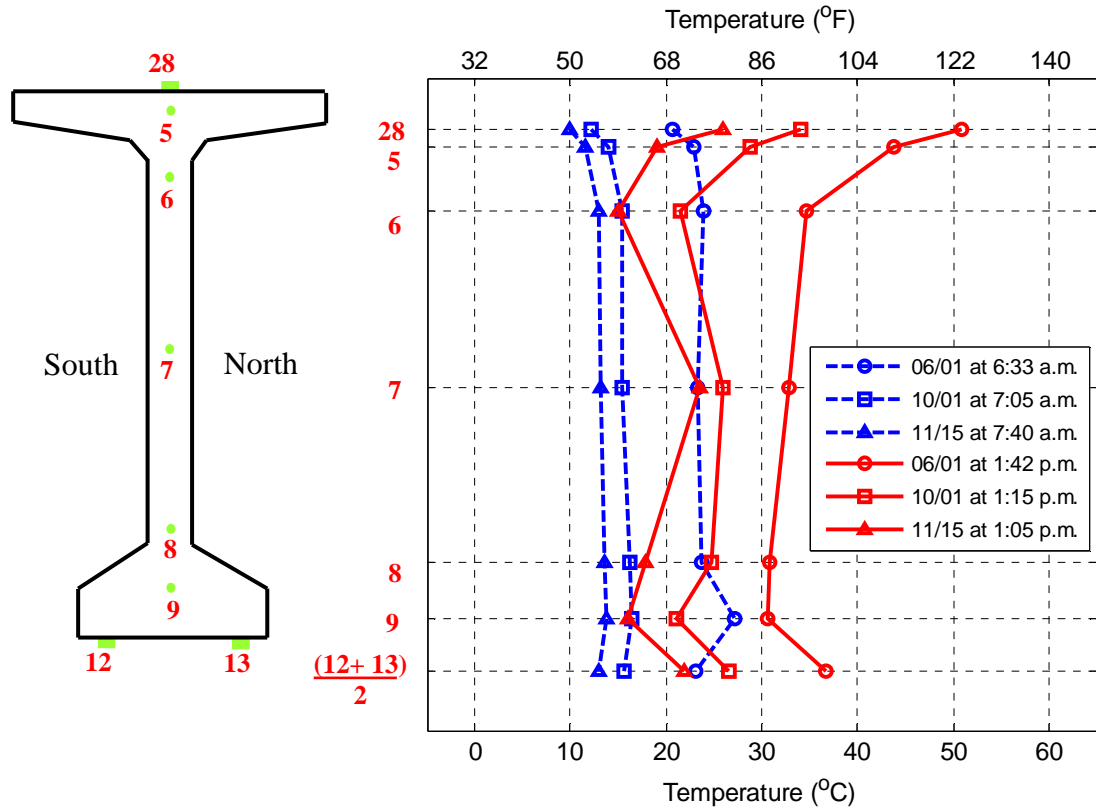 Temperature (°F)
32 50 68 86 104 122 140
28
5
6
South
7
North
8
9
12
13
28
5
6
7
8
9
(12+ 13)
2
06/01 at 6:33 a.m.
10/01 at 7:05 a.m.
11/15 at 7:40 a.m.
06/01 at 1:42 p.m.
10/01 at 1:15 p.m.
11/15 at 1:05 p.m.
0 10 20 30 40 50 60
Temperature (°C)